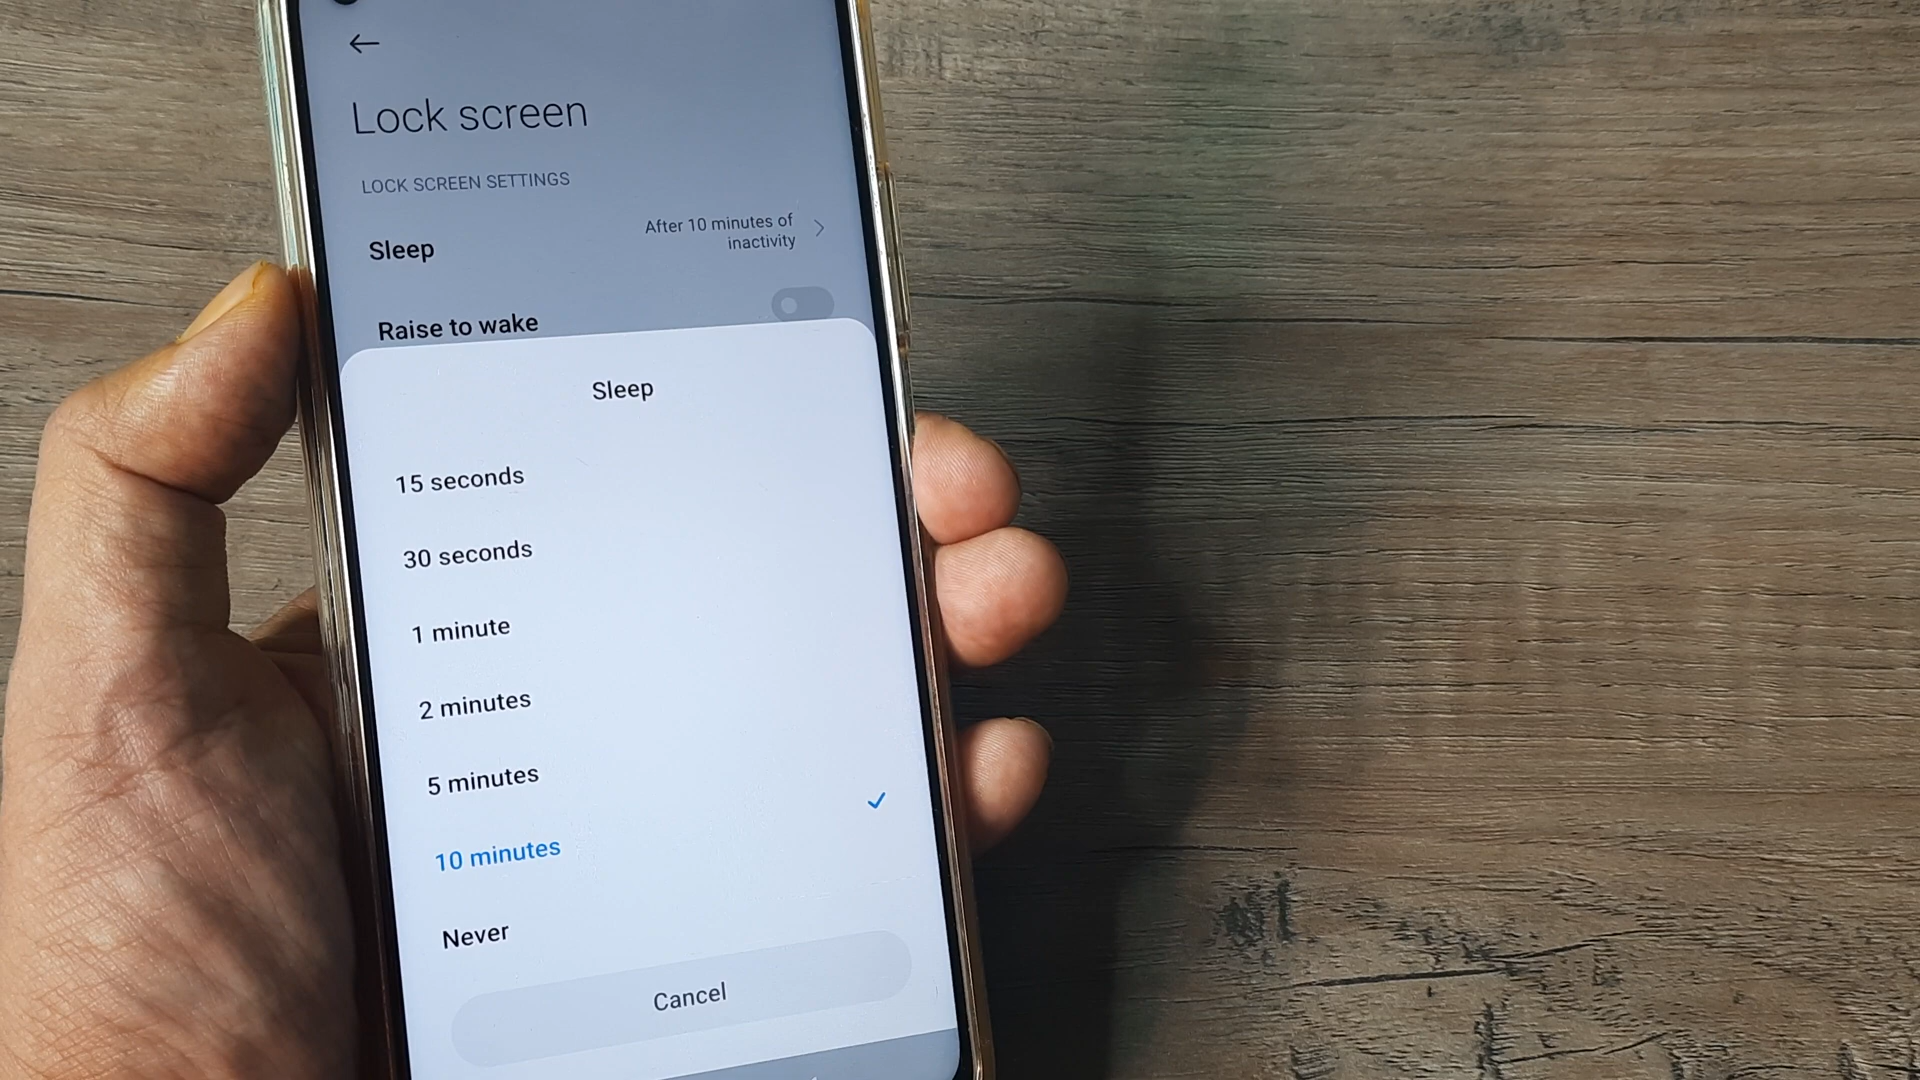 Lock screen
LOCK SCREEN SETTINGS
Sleep
After 10 minutes of
inactivity
Raise to wake
Sleep
15 seconds
30 seconds
1 minute
2 minutes
5 minutes
10 minutes
Never
Cancel